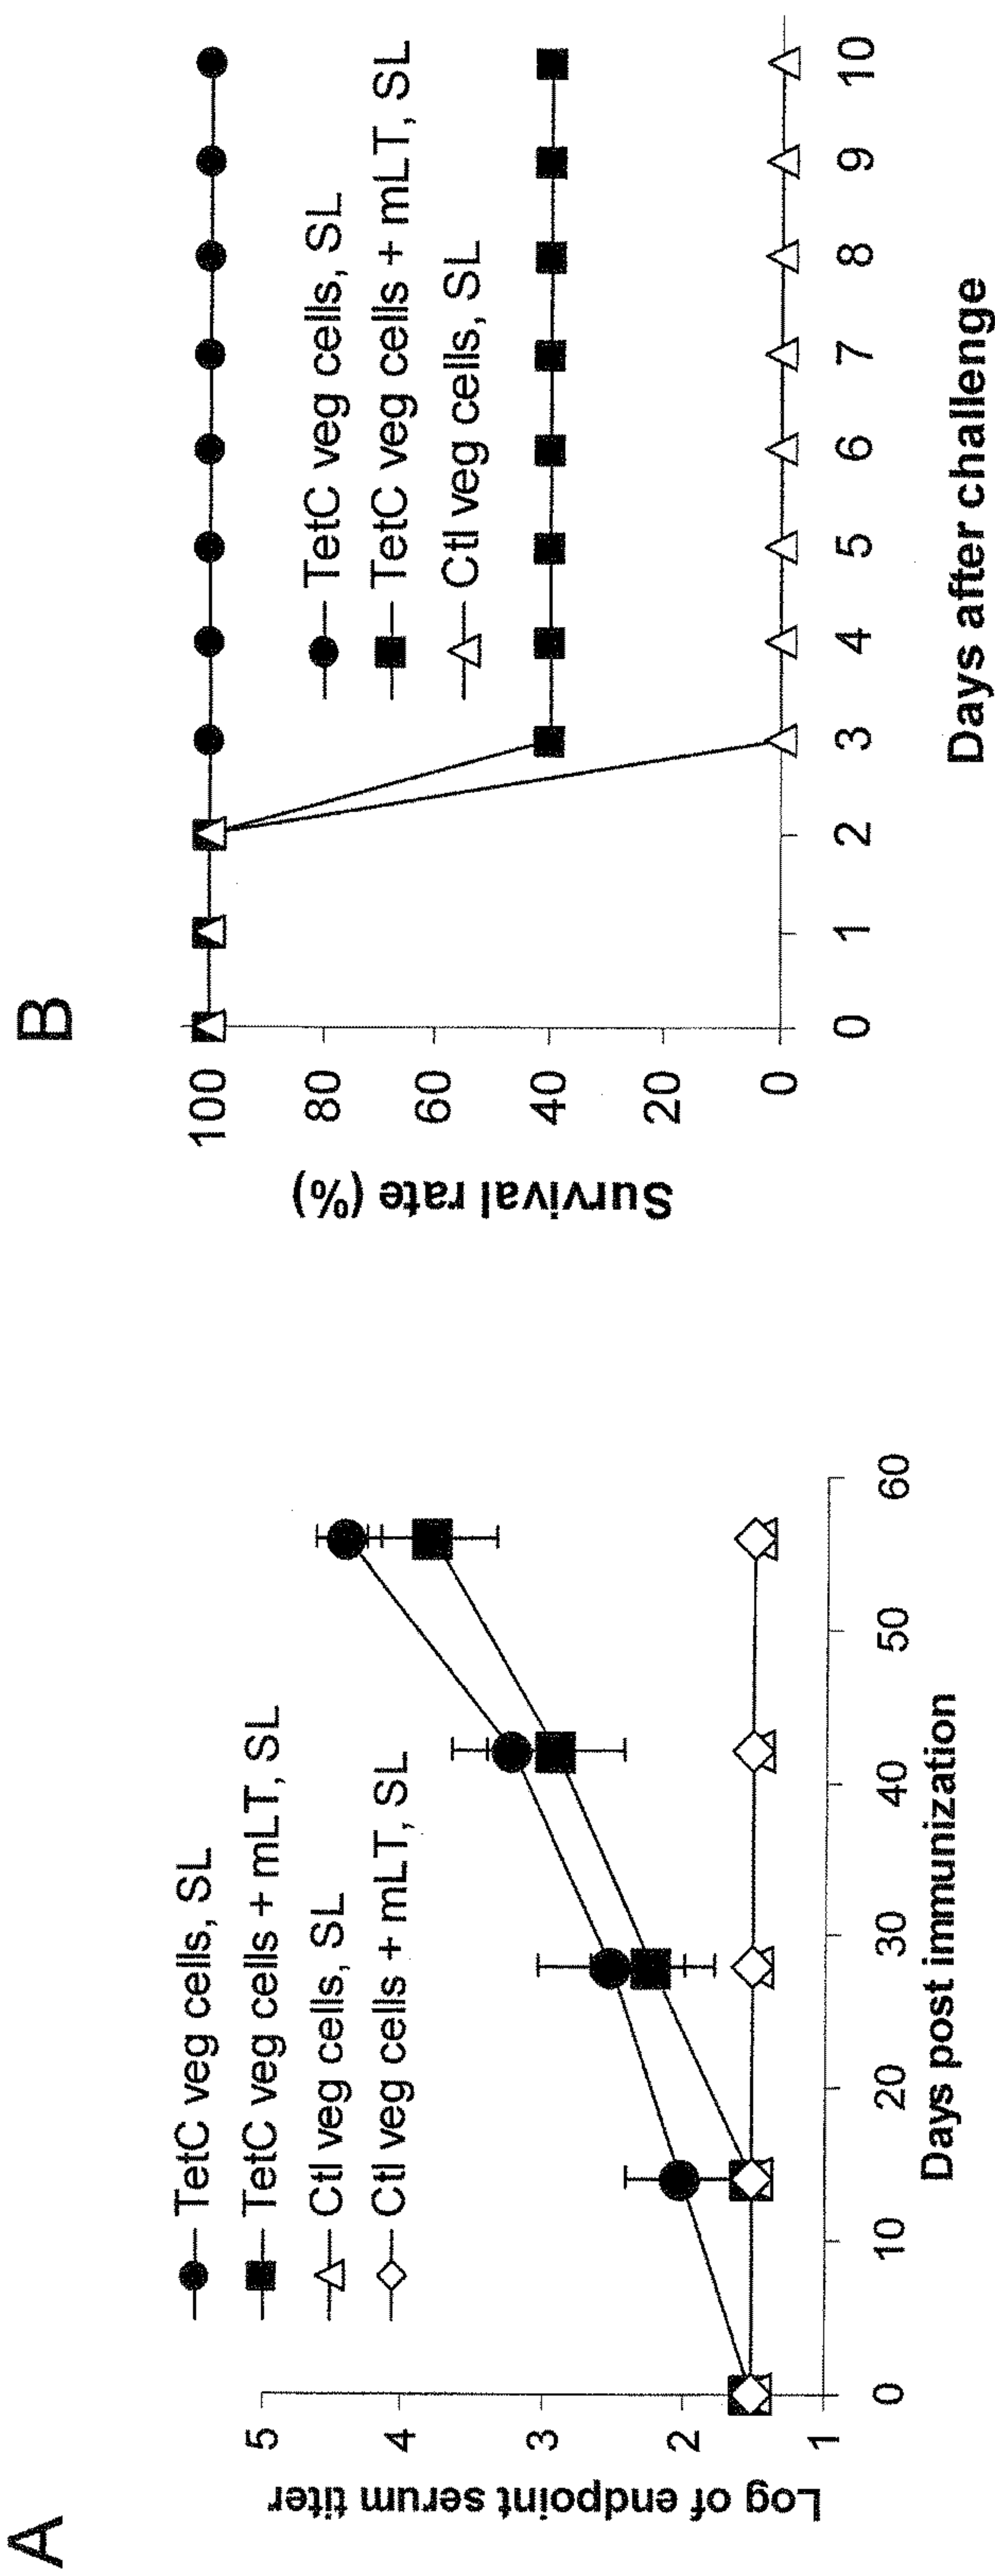 A
TetC veg cells, SL
TetC veg cells + mLT, SL
Ctl veg cells, SL
Ctl veg cells + mLT, SL
Log of endpoint serum titer
5
4
3
2
1
0 10 20 30 40 50 60
Days post immunization
B
TetC veg cells, SL
TetC veg cells + mLT, SL
Ctl veg cells, SL
Survival rate (%)
100
80
60
40
20
0
0 1 2 3 4 5 6 7 8 9 10
Days after challenge